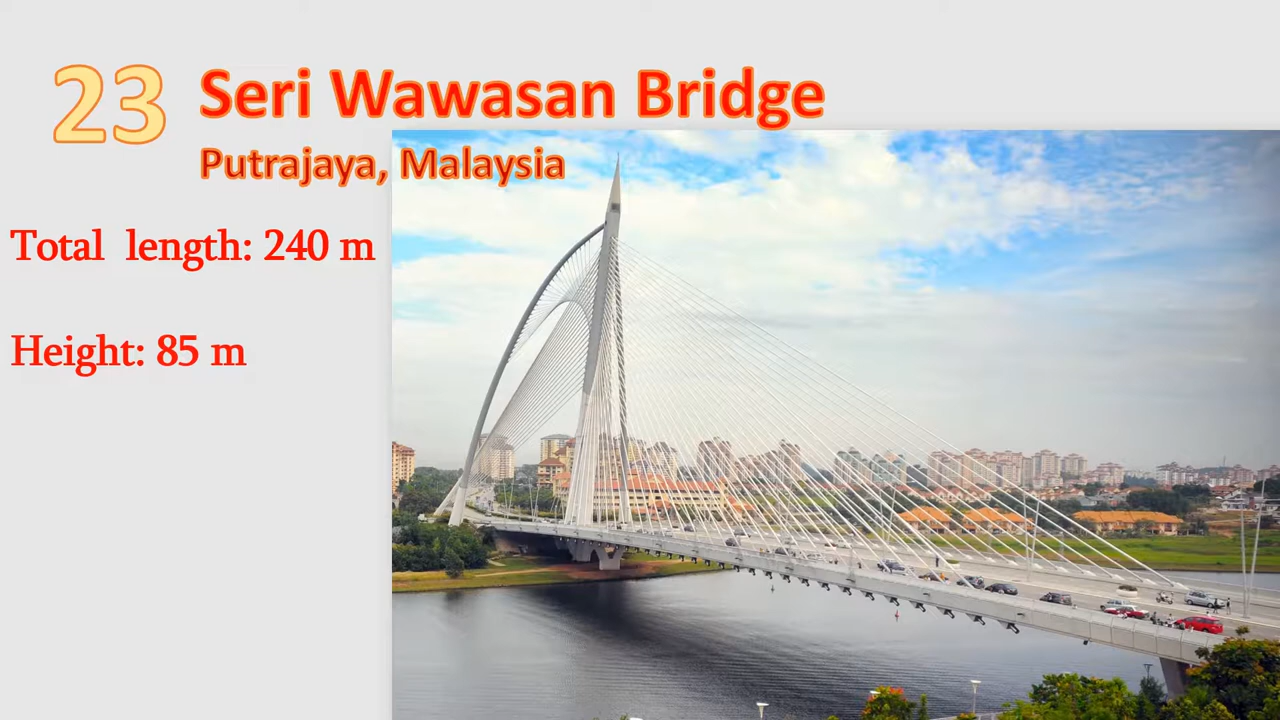 23
Seri Wawasan Bridge
Putrajaya, Malaysia
Total length: 240 m
Height: 85 m